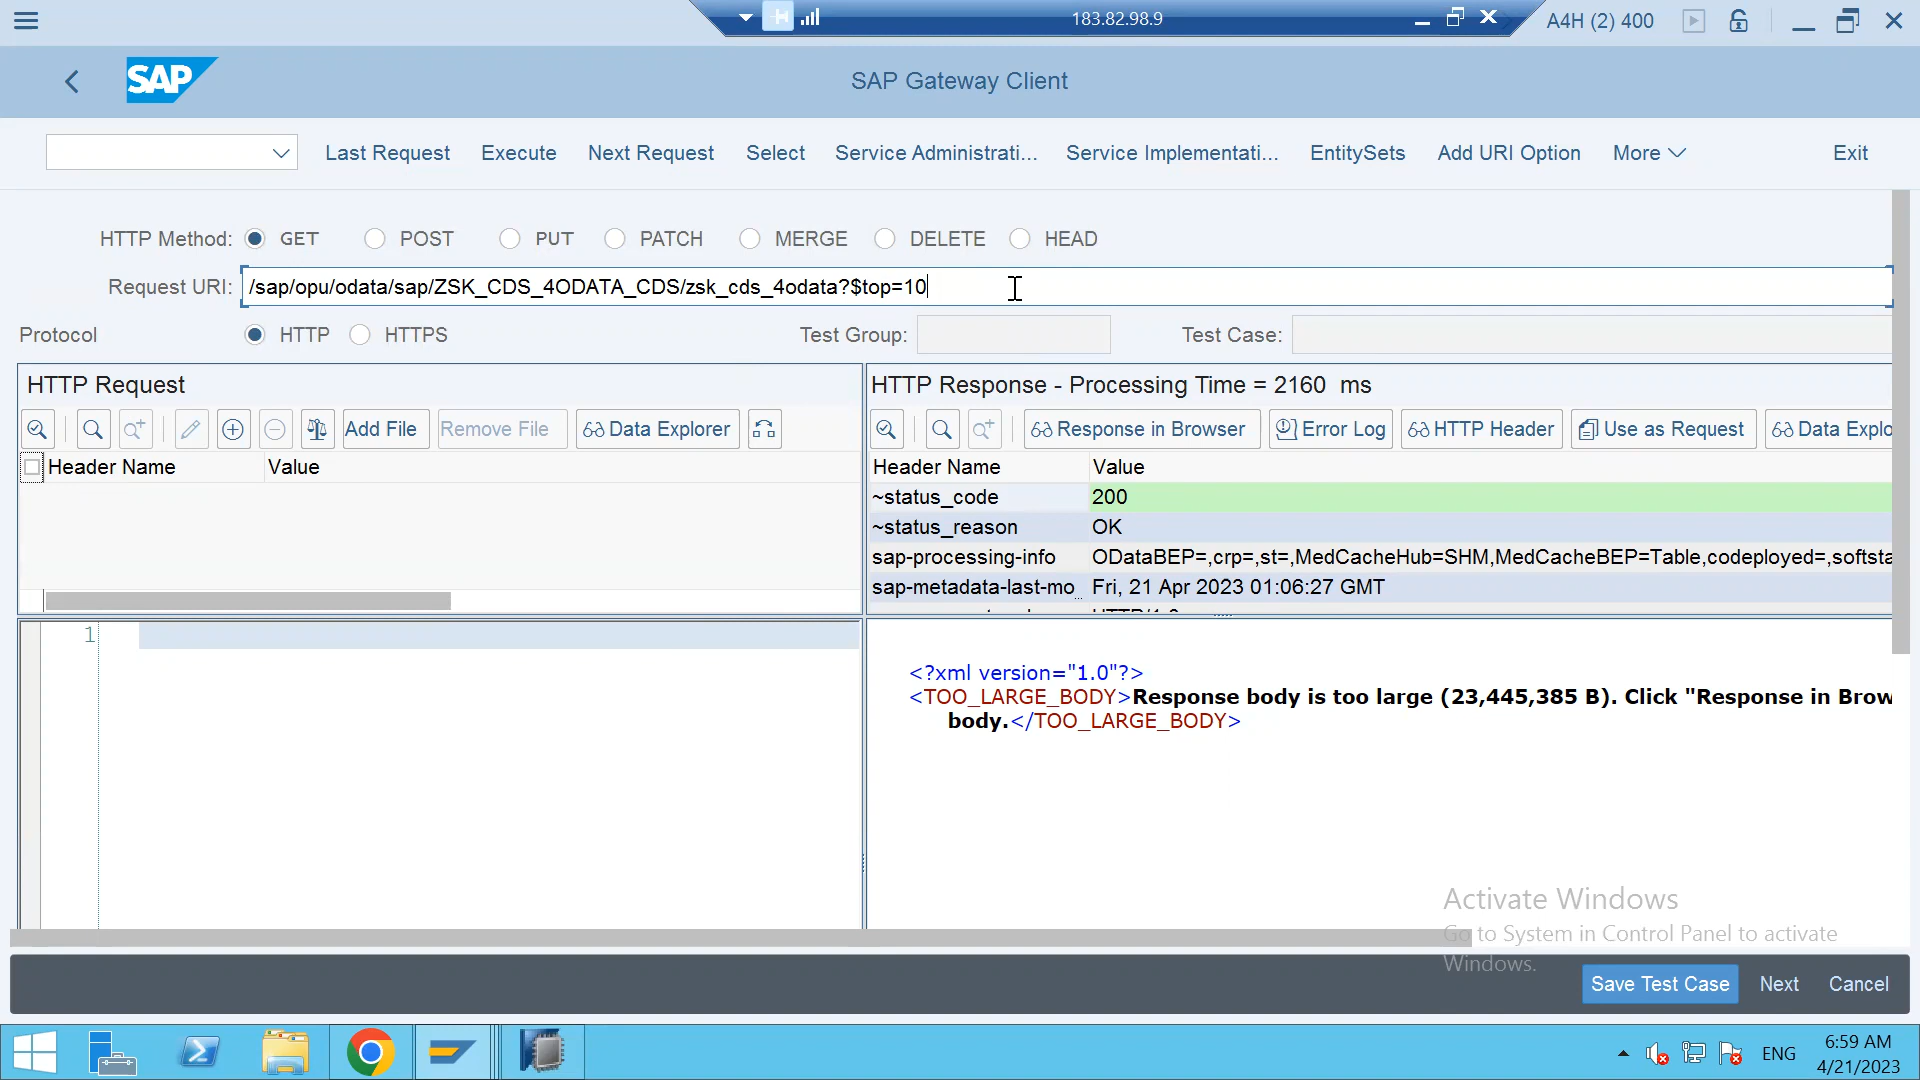 183.82.98.9
A4H (2) 400
SAP
SAP Gateway Client
Last Request Execute Next Request Select Service Administrati... Service Implementati... EntitySets Add URI Option More Exit
HTTP Method: GET POST PUT PATCH MERGE DELETE HEAD
Request URI: /sap/opu/odata/sap/ZSK_CDS_4ODATA_CDS/zsk_cds_4odata?$top=10
Protocol HTTP HTTPS Test Group: Test Case:
HTTP Request
HTTP Response - Processing Time = 2160 ms
Add File Remove File Data Explorer
Response in Browser Error Log HTTP Header Use as Request Data Explo
Header Name Value
Header Name Value
~status_code 200
~status_reason OK
sap-processing-info ODataBEP=,crp=,st=,MedCacheHub=SHM,MedCacheBEP=Table,codeployed=,softsta
sap-metadata-last-mo... Fri, 21 Apr 2023 01:06:27 GMT
1
<?xml version="1.0"?>
<TOO_LARGE_BODY>Response body is too large (23,445,385 B). Click "Response in Brow
body.</TOO_LARGE_BODY>
Activate Windows
Go to System in Control Panel to activate
Windows.
Save Test Case Next Cancel
ENG
6:59 AM
4/21/2023